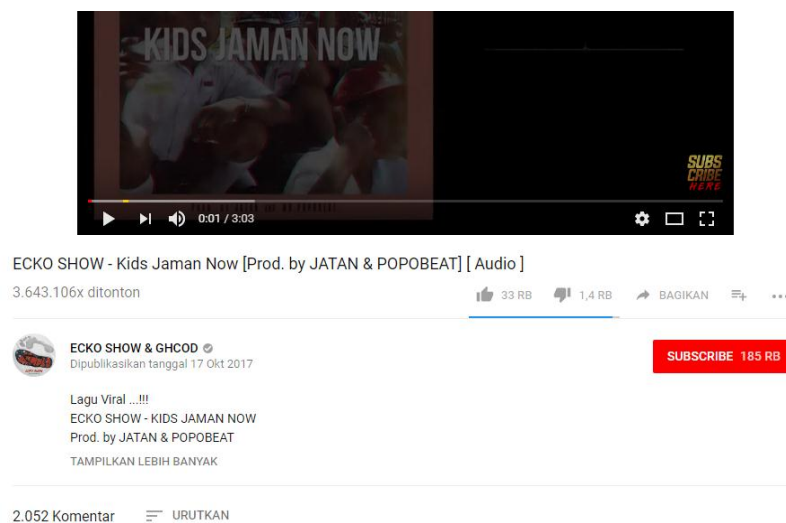 KIDS JAMAN NOW
SUBS
CRIBE
HERE
0:01 / 3:03
ECKO SHOW - Kids Jaman Now [Prod. by JATAN & POPOBEAT] [ Audio ]
3.643.106x ditonton
33 RB 1,4 RB BAGIKAN
ECKO SHOW & GHCOD
Dipublikasikan tanggal 17 Okt 2017
SUBSCRIBE 185 RB
Lagu Viral ...!!!
ECKO SHOW - KIDS JAMAN NOW
Prod. by JATAN & POPOBEAT
TAMPILKAN LEBIH BANYAK
2.052 Komentar URUTKAN